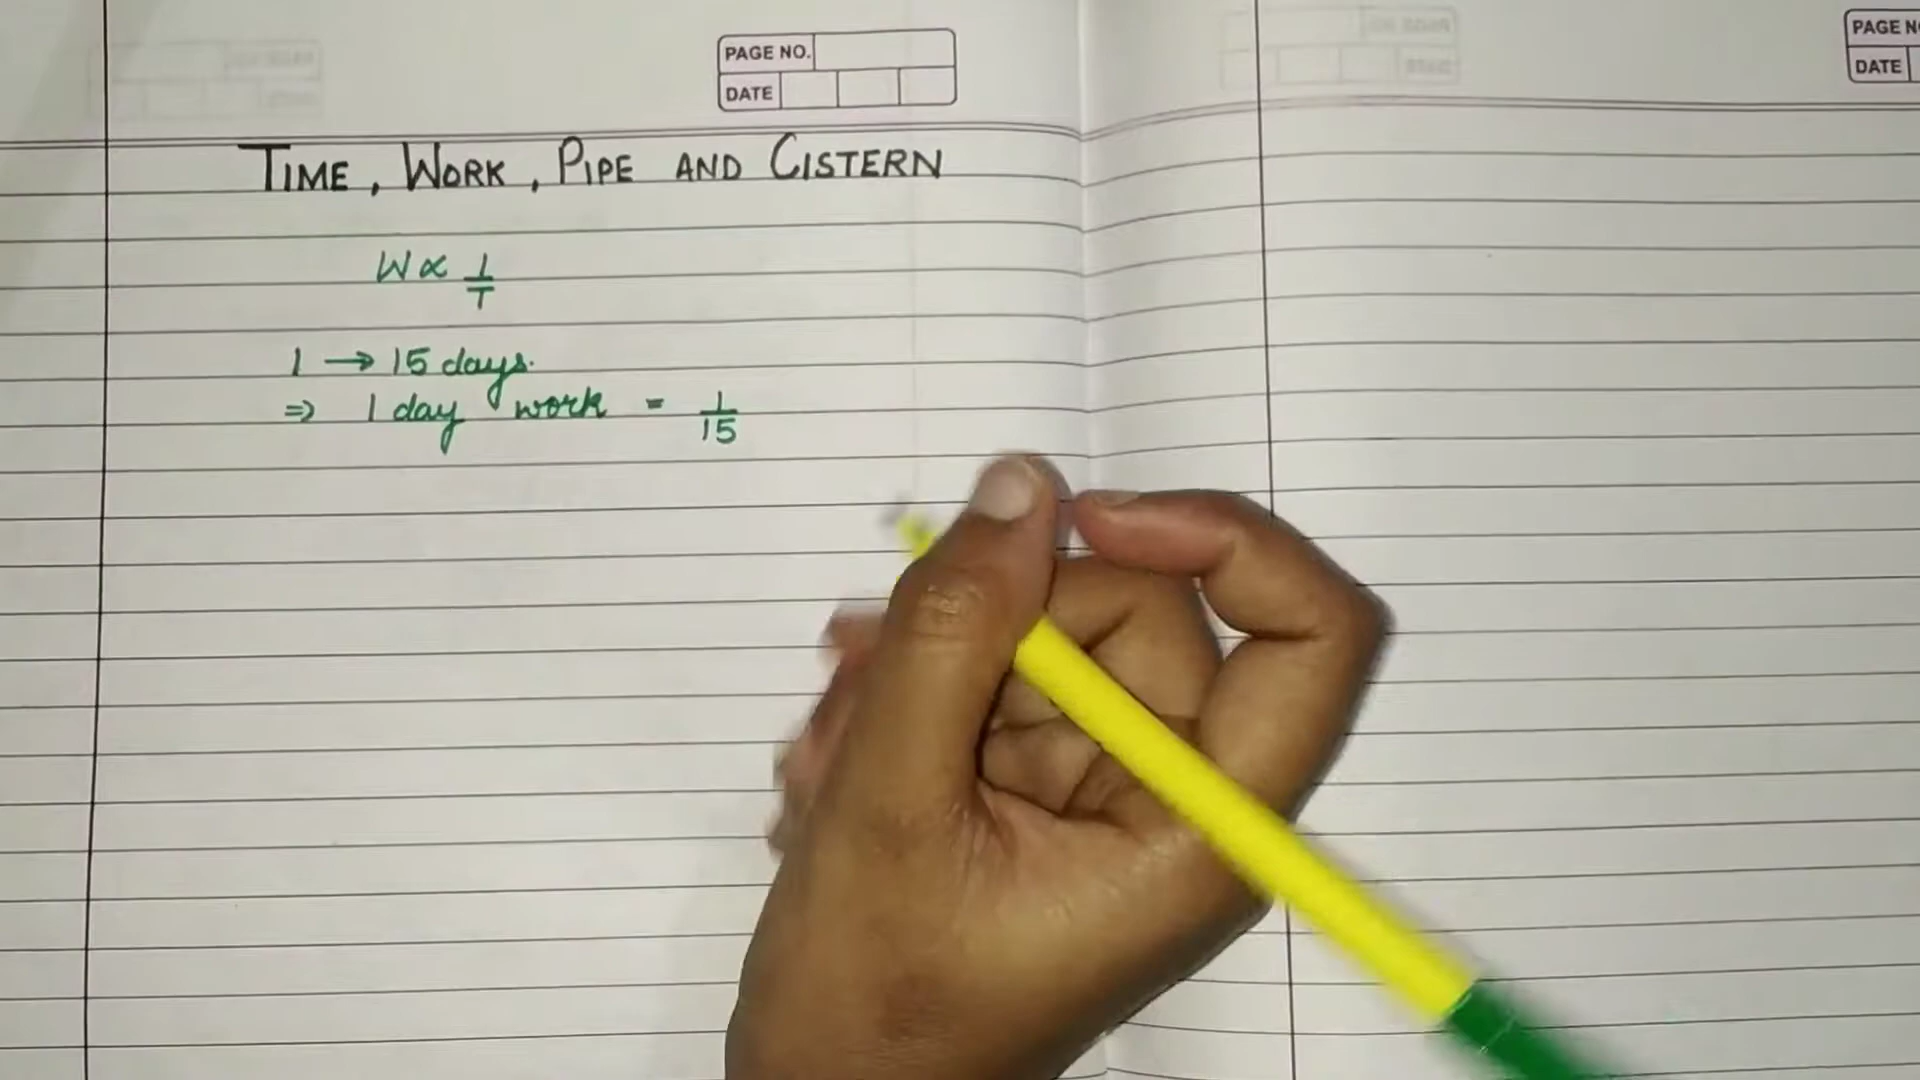 PAGE NO.
DATE
PAGE N
DATE
TIME, WORK, PIPE AND CISTERN
W ∝ 1/T
1 → 15 days.
⇒ 1 day work = 1/15